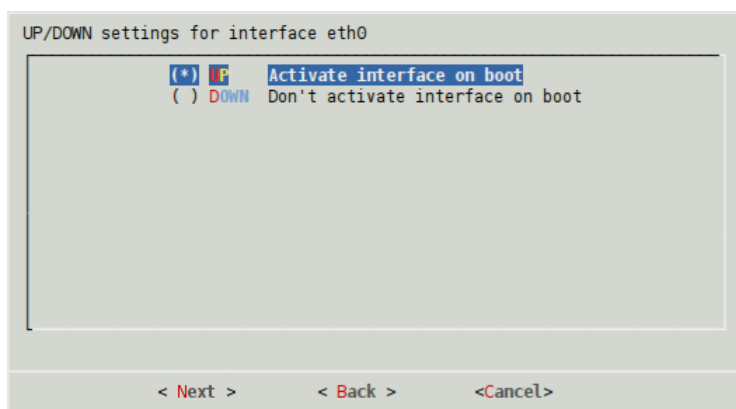 UP/DOWN settings for interface eth0
(*) UP Activate interface on boot
( ) DOWN Don't activate interface on boot
< Next > < Back > <Cancel>